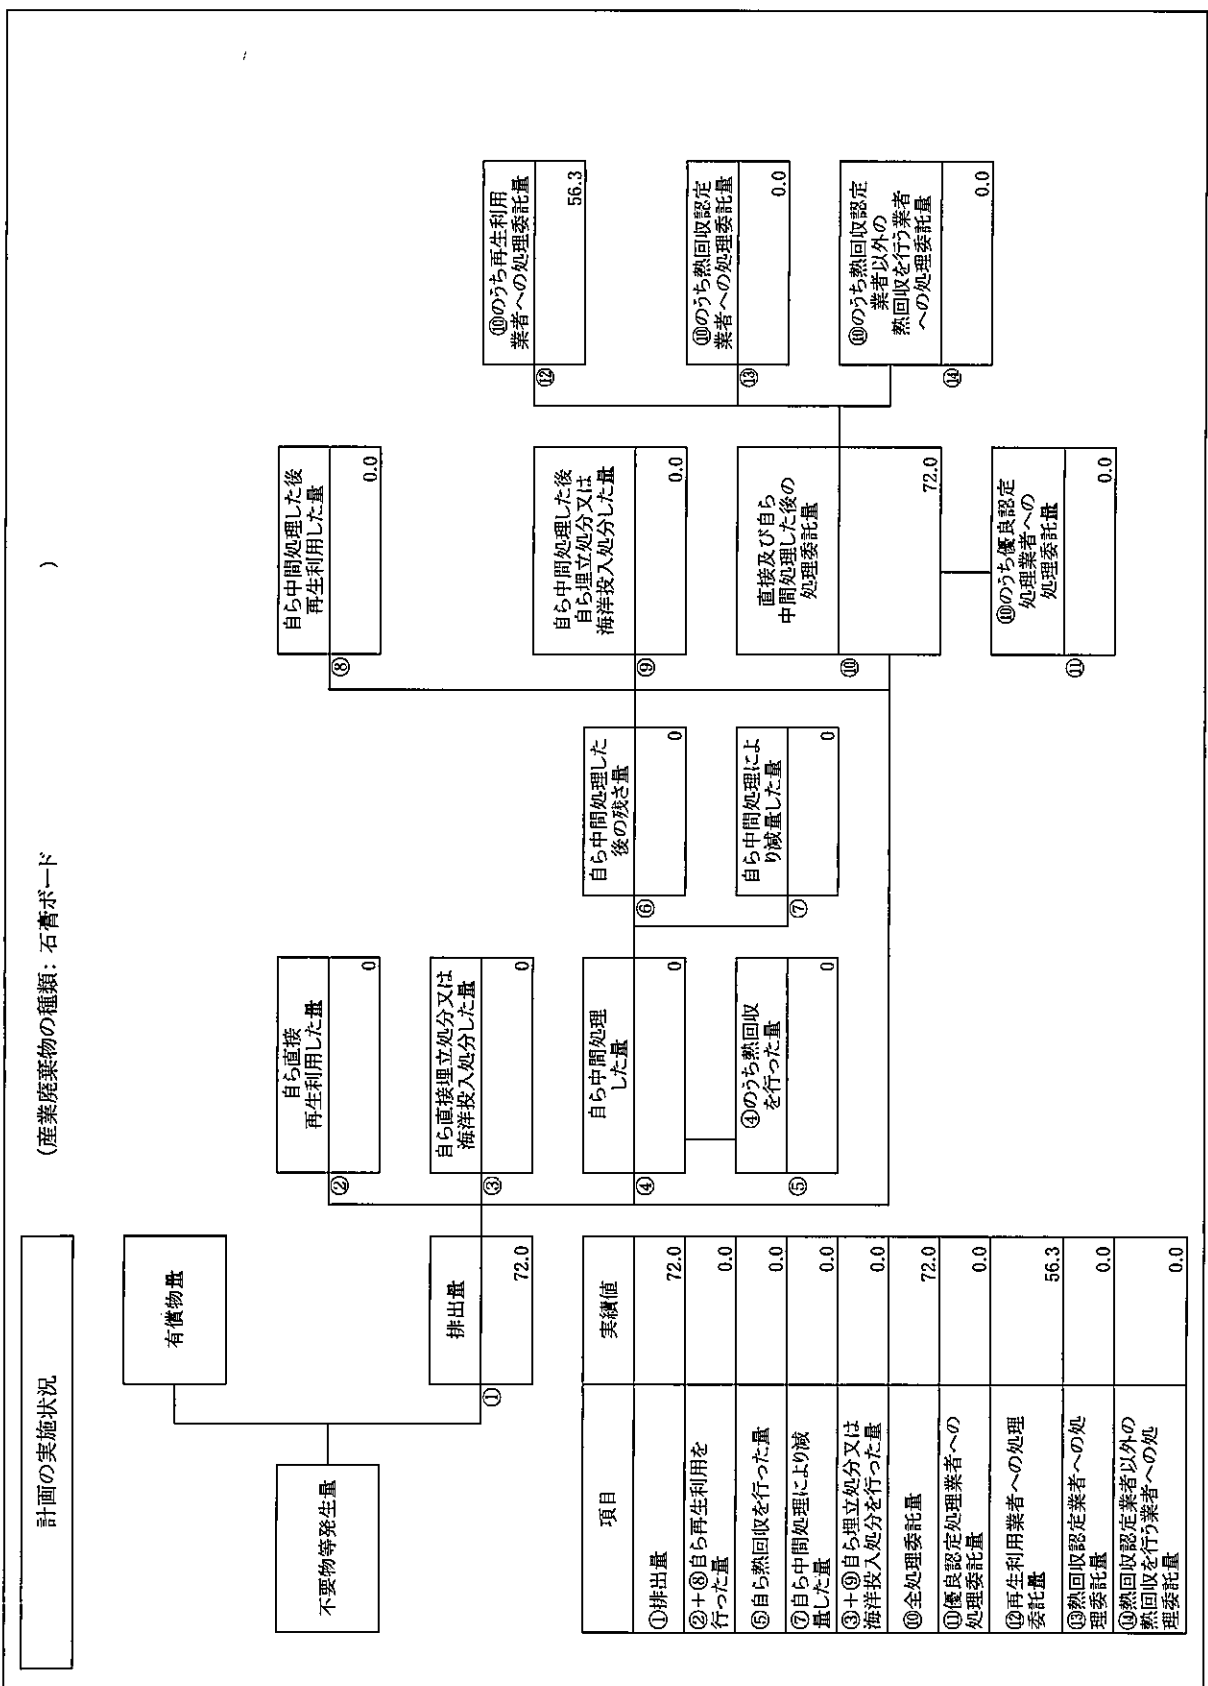 計画の実施状況
(産業廃棄物の種類: 石膏ボード
)
不要物等発生量
有償物量
①
排出量
72.0
②
自ら直接
再生利用した量
0
③
自ら直接埋立処分又は
海洋投入処分した量
0
④
自ら中間処理
した量
0
⑤
④のうち熱回収
を行った量
0
⑥
自ら中間処理した
後の残さ量
0
⑦
自ら中間処理によ
り減量した量
0
⑧
自ら中間処理した後
再生利用した量
0.0
⑨
自ら中間処理した後
自ら埋立処分又は
海洋投入処分した量
0.0
⑩
直接及び自ら
中間処理した後の
処理委託量
72.0
⑪
⑩のうち優良認定
処理業者への
処理委託量
0.0
⑫
⑩のうち再生利用
業者への処理委託量
56.3
⑬
⑩のうち熱回収認定
業者への処理委託量
0.0
⑭
⑩のうち熱回収認定
業者以外の
熱回収を行う業者
への処理委託量
0.0
項目 実績値
①排出量 72.0
②+⑧自ら再生利用を
行った量 0.0
⑤自ら熱回収を行った量 0.0
⑦自ら中間処理により減
量した量 0.0
③+⑨自ら埋立処分又は
海洋投入処分を行った量 0.0
⑩全処理委託量 72.0
⑪優良認定処理業者への
処理委託量 0.0
⑫再生利用業者への処理
委託量 56.3
⑬熱回収認定業者への処
理委託量 0.0
⑭熱回収認定業者以外の
熱回収を行う業者への処
理委託量 0.0